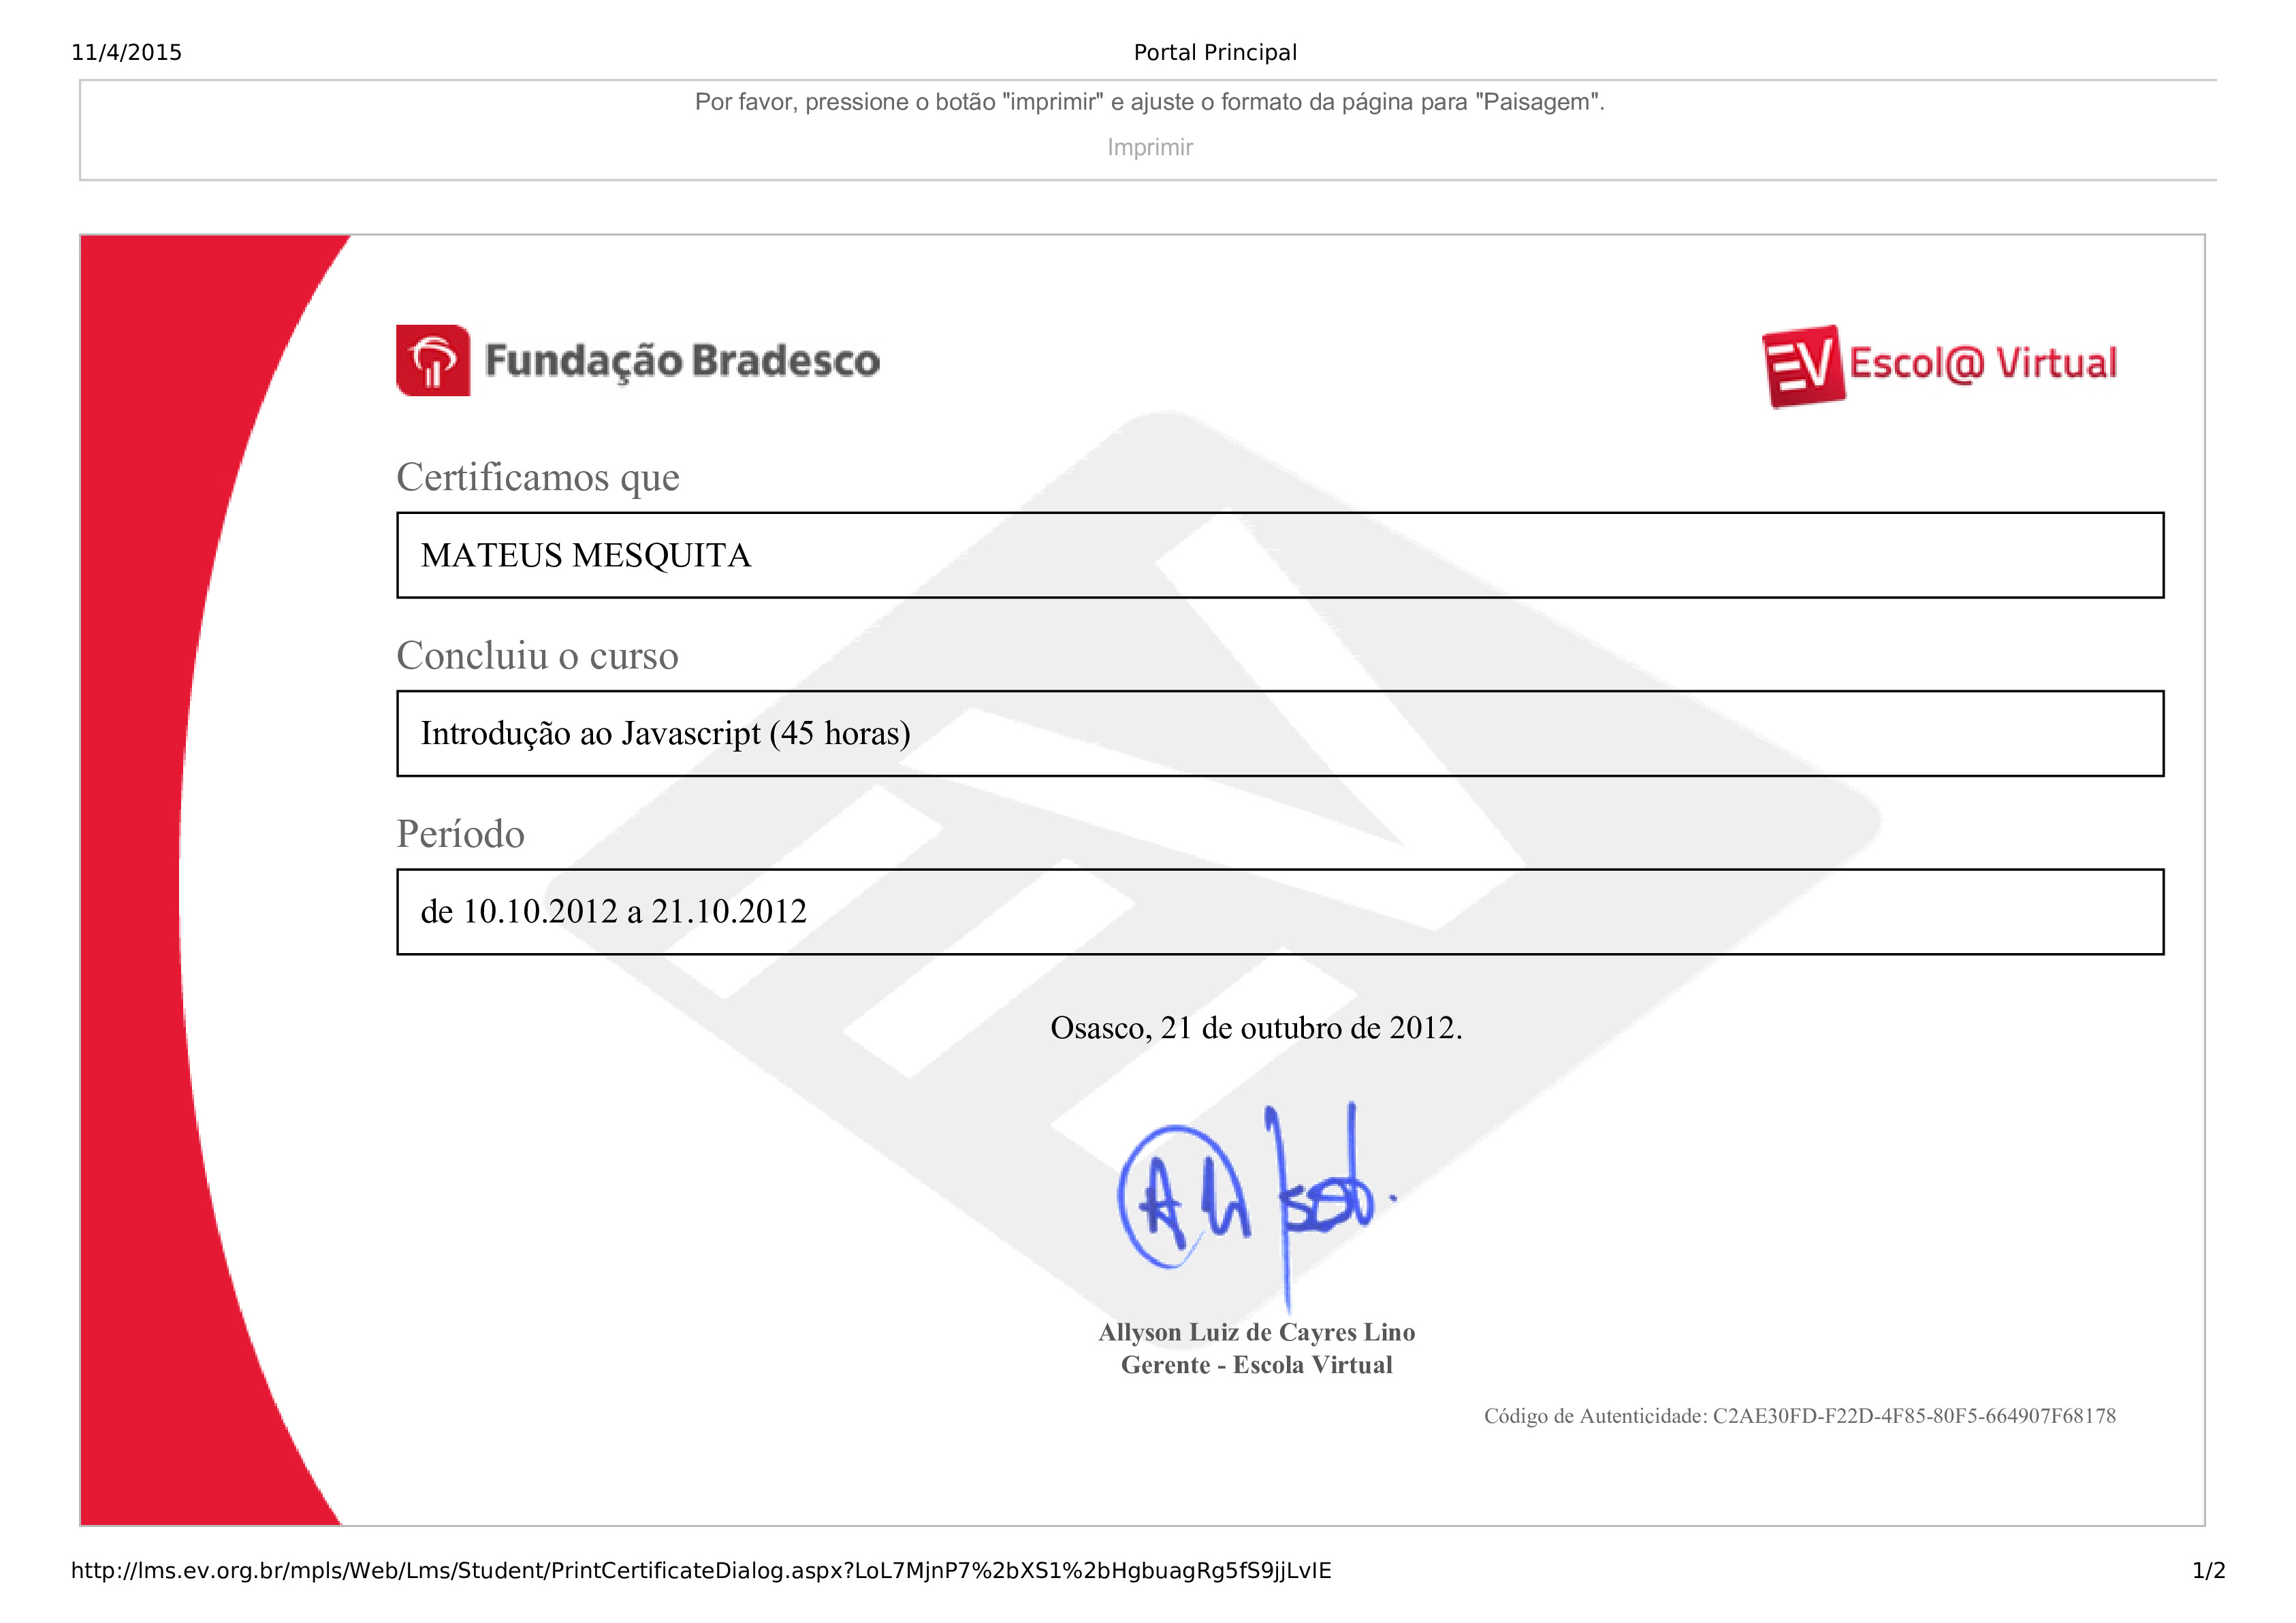 11/4/2015
Portal Principal
Por favor, pressione o botão "imprimir" e ajuste o formato da página para "Paisagem".
Imprimir
Fundação Bradesco
EV Escol@ Virtual
Certificamos que
MATEUS MESQUITA
Concluiu o curso
Introdução ao Javascript (45 horas)
Período
de 10.10.2012 a 21.10.2012
Osasco, 21 de outubro de 2012.
Allyson Luiz de Cayres Lino
Gerente - Escola Virtual
Código de Autenticidade: C2AE30FD-F22D-4F85-80F5-664907F68178
http://lms.ev.org.br/mpls/Web/Lms/Student/PrintCertificateDialog.aspx?LoL7MjnP7%2bXS1%2bHgbuagRg5fS9jjLvIE
1/2